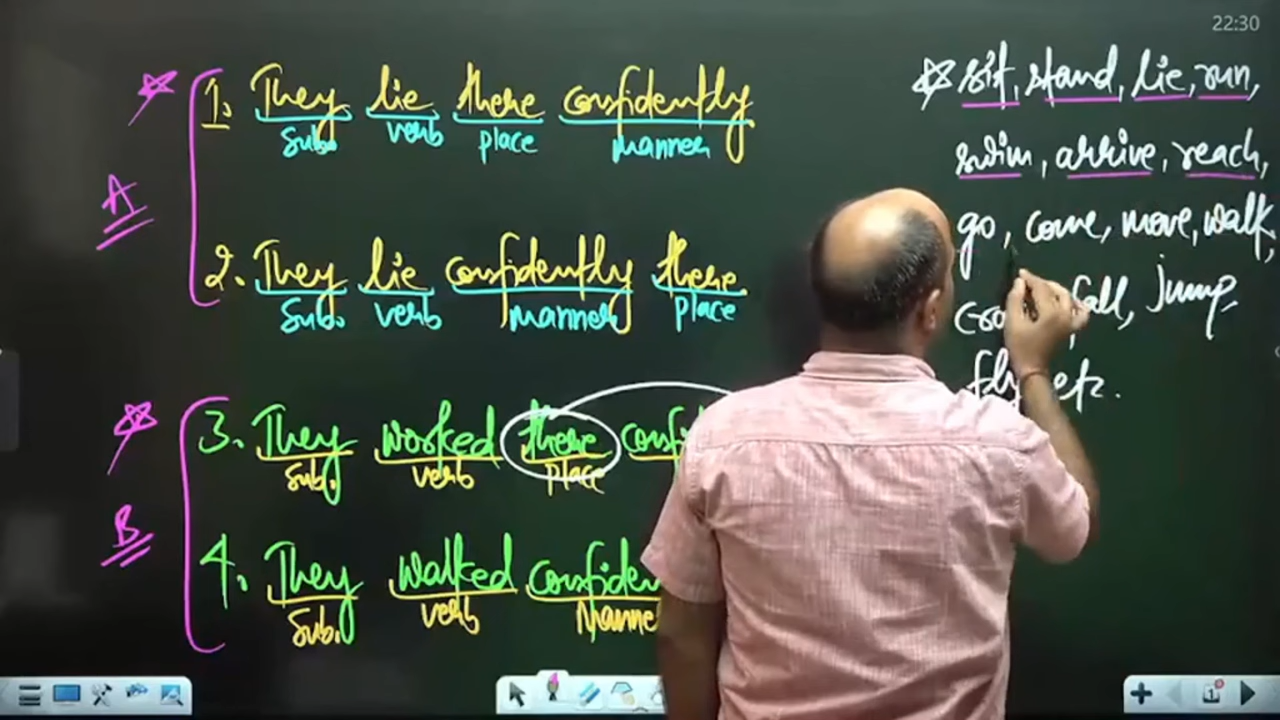 22:30
1. They lie there confidently
Sub. verb place manner
A
2. They lie confidently there
Sub. verb manner place
3. They worked there
Sub. verb place
B
4. They walked
Sub. verb
sit, stand, lie, run,
swim, arrive, reach,
go, come, move, walk,
fall, jump,
fly etc.
1